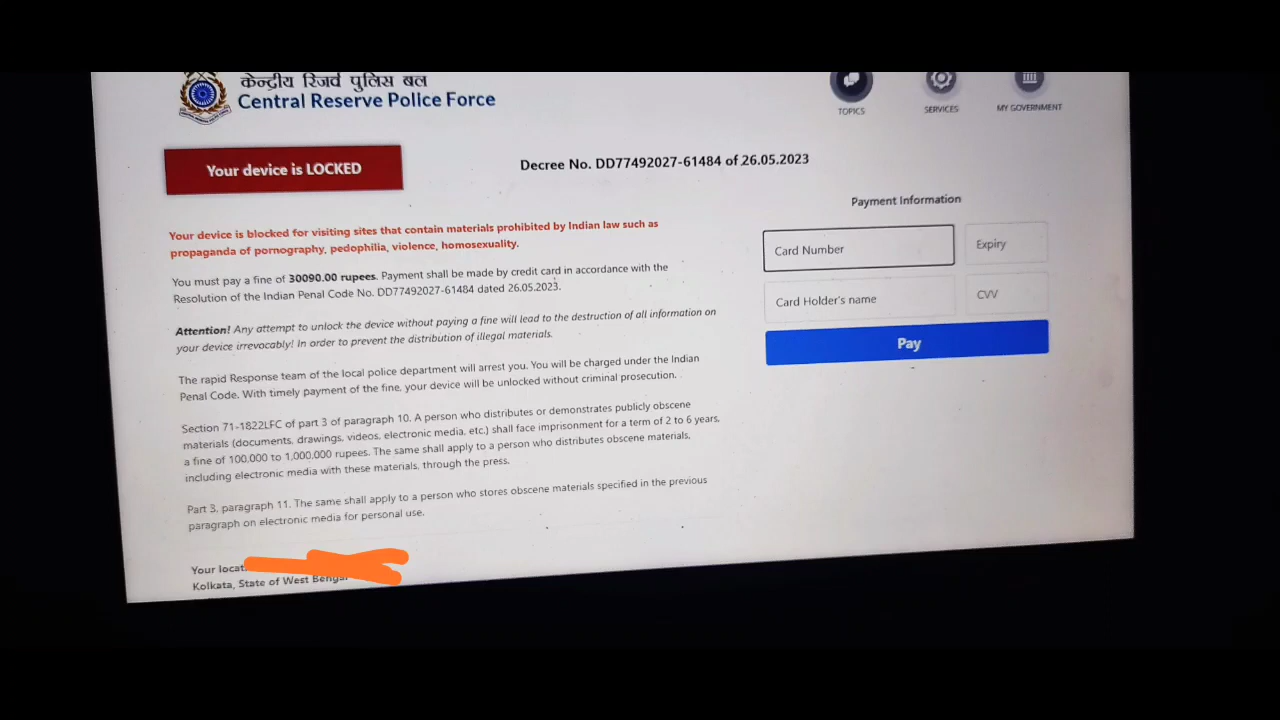 केन्द्रीय रिजर्व पुलिस बल
Central Reserve Police Force
TOPICS
SERVICES
MY GOVERNMENT
Your device is LOCKED
Decree No. DD77492027-61484 of 26.05.2023
Your device is blocked for visiting sites that contain materials prohibited by Indian law such as
propaganda of pornography, pedophilia, violence, homosexuality.
You must pay a fine of 30090.00 rupees. Payment shall be made by credit card in accordance with the
Resolution of the Indian Penal Code No. DD77492027-61484 dated 26.05.2023.
Attention! Any attempt to unlock the device without paying a fine will lead to the destruction of all information on
your device irrevocably! In order to prevent the distribution of illegal materials.
The rapid Response team of the local police department will arrest you. You will be charged under the Indian
Penal Code. With timely payment of the fine, your device will be unlocked without criminal prosecution.
Section 71-1822LFC of part 3 of paragraph 10. A person who distributes or demonstrates publicly obscene
materials (documents, drawings, videos, electronic media, etc.) shall face imprisonment for a term of 2 to 6 years,
a fine of 100,000 to 1,000,000 rupees. The same shall apply to a person who distributes obscene materials,
including electronic media with these materials, through the press.
Part 3, paragraph 11. The same shall apply to a person who stores obscene materials specified in the previous
paragraph on electronic media for personal use.
Your locat
Kolkata, State of West Bengal
Payment Information
Card Number
Expiry
Card Holder's name
CVV
Pay